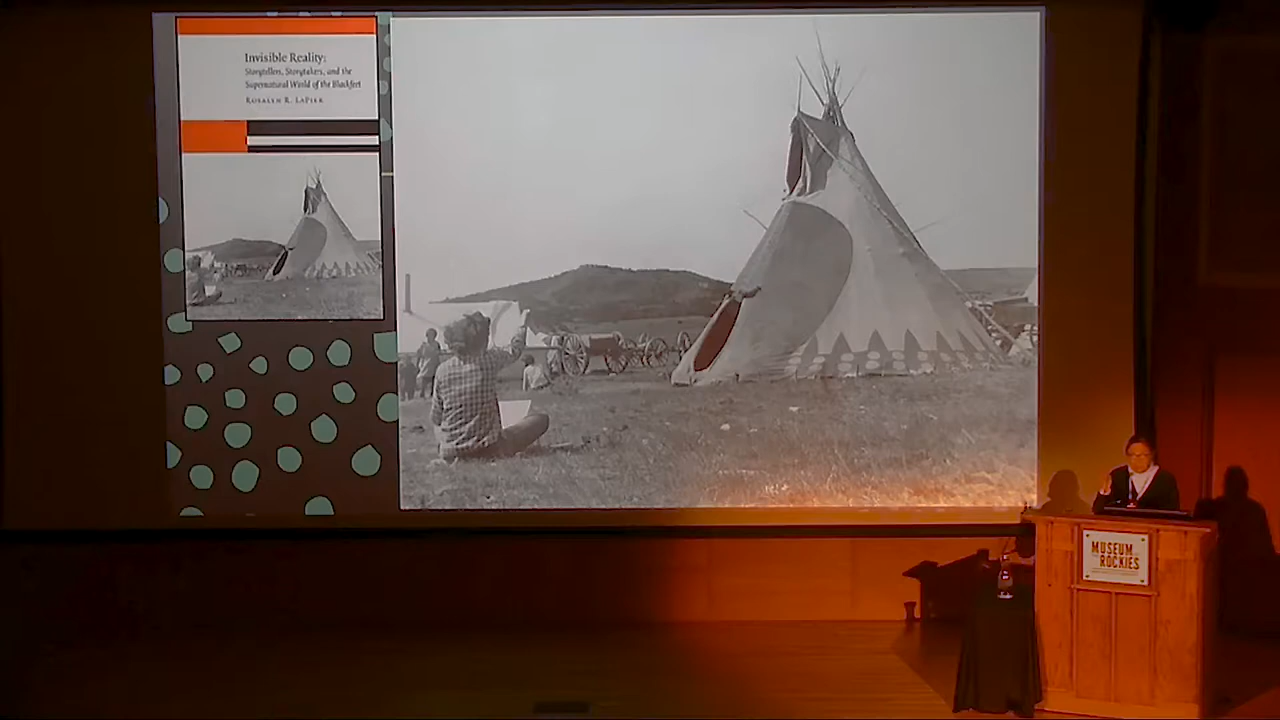 Invisible Reality:
Storytellers, Storytakers, and the
Supernatural World of the Blackfeet
ROSALYN R. LAPIER
MUSEUM
ROCKIES